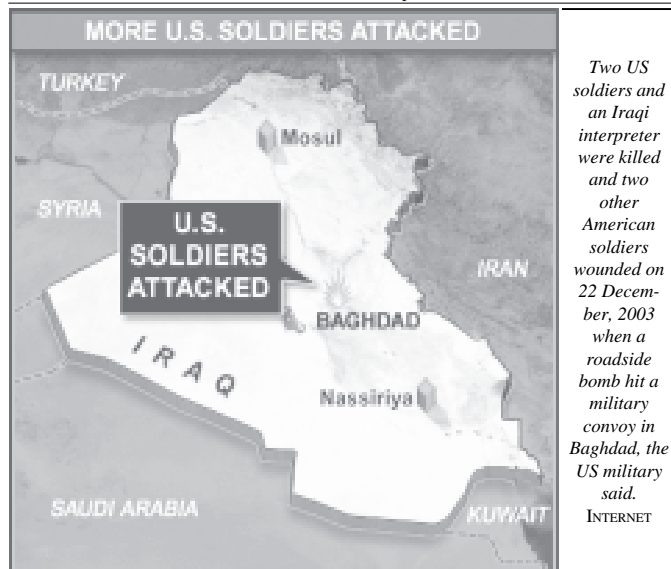 MORE U.S. SOLDIERS ATTACKED
TURKEY
Mosul
SYRIA
U.S.
SOLDIERS
ATTACKED
IRAN
BAGHDAD
IRAQ
Nassiriya
SAUDI ARABIA
KUWAIT
Two US
soldiers and
an Iraqi
interpreter
were killed
and two
other
American
soldiers
wounded on
22 Decem-
ber, 2003
when a
roadside
bomb hit a
military
convoy in
Baghdad, the
US military
said.
INTERNET